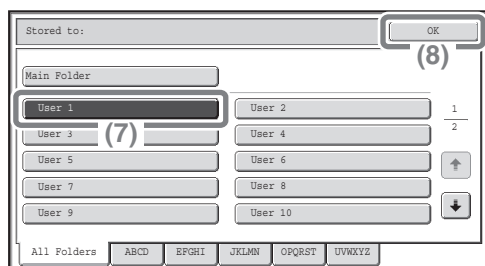 Stored to: OK
(8)
Main Folder
User 1 User 2 1
(7)
User 3 User 4 2
User 5 User 6
User 7 User 8
User 9 User 10
All Folders ABCD EFGHI JKLMN OPQRST UVWXYZ